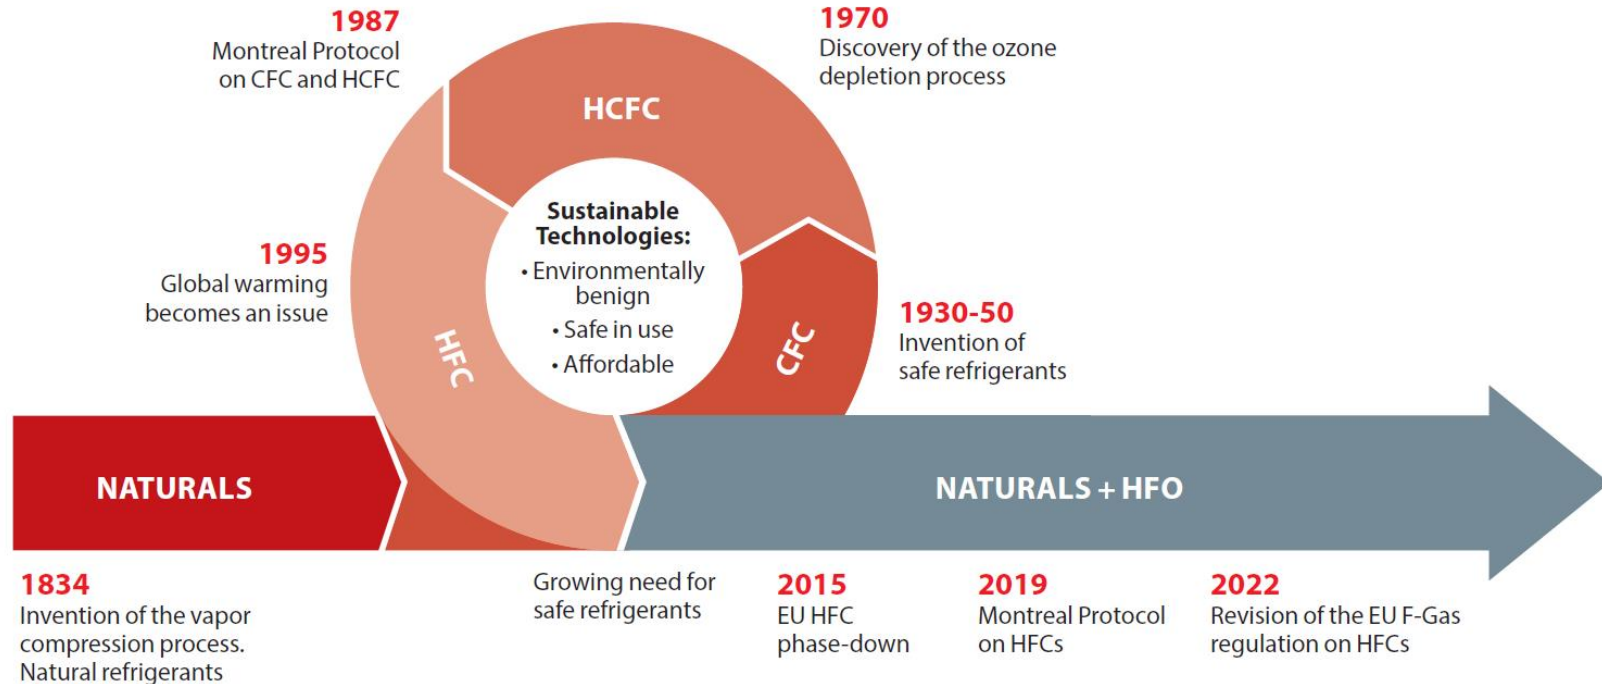 1987
Montreal Protocol
on CFC and HCFC
1970
Discovery of the ozone
depletion process
HCFC
Sustainable
Technologies:
• Environmentally
benign
• Safe in use
• Affordable
1995
Global warming
becomes an issue
HFC
CFC
1930-50
Invention of
safe refrigerants
NATURALS
NATURALS + HFO
1834
Invention of the vapor
compression process.
Natural refrigerants
Growing need for
safe refrigerants
2015
EU HFC
phase-down
2019
Montreal Protocol
on HFCs
2022
Revision of the EU F-Gas
regulation on HFCs